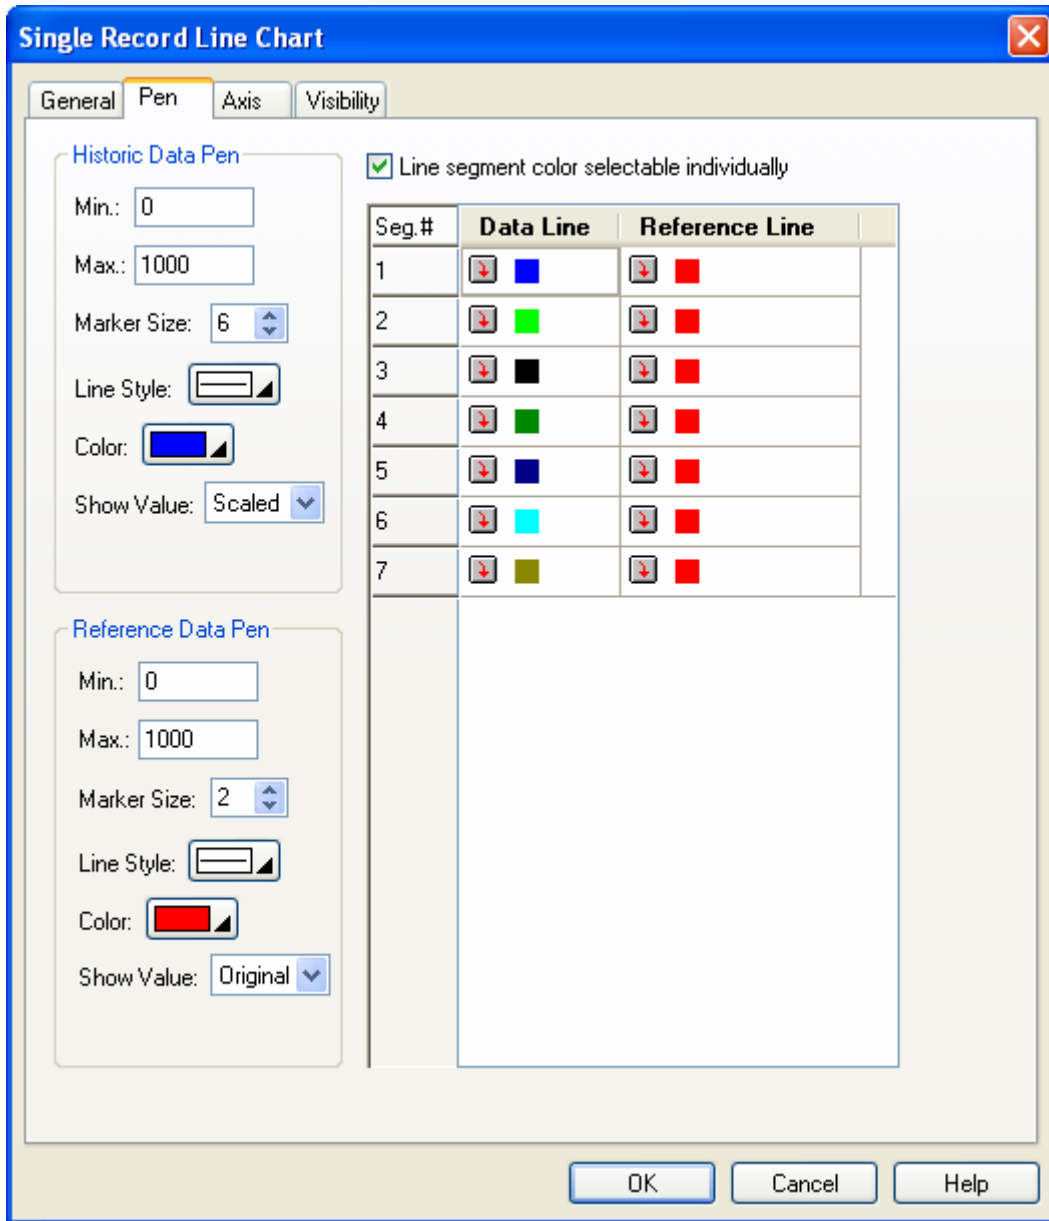 Single Record Line Chart
General Pen Axis Visibility
Historic Data Pen
Min.: 0
Max.: 1000
Marker Size: 6
Line Style:
Color:
Show Value: Scaled
Reference Data Pen
Min.: 0
Max.: 1000
Marker Size: 2
Line Style:
Color:
Show Value: Original
Line segment color selectable individually
Seg.# Data Line Reference Line
1
2
3
4
5
6
7
OK Cancel Help